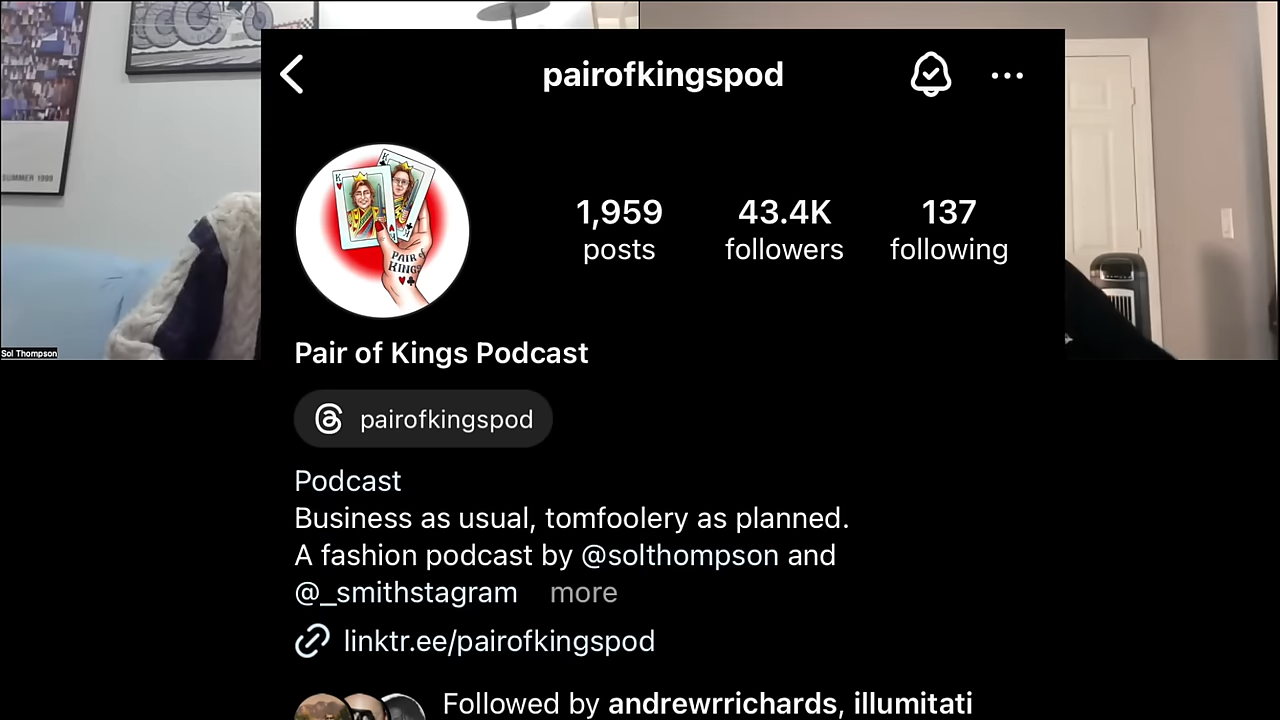 pairofkingspod
K
K
PAIR of
KINGS
1,959
43.4K
137
posts
followers
following
SUMMER 1999
Sol Thompson
Pair of Kings Podcast
pairofkingspod
Podcast
Business as usual, tomfoolery as planned.
A fashion podcast by @solthompson and
@_smithstagram more
linktr.ee/pairofkingspod
Followed by andrewrrichards, illumitati